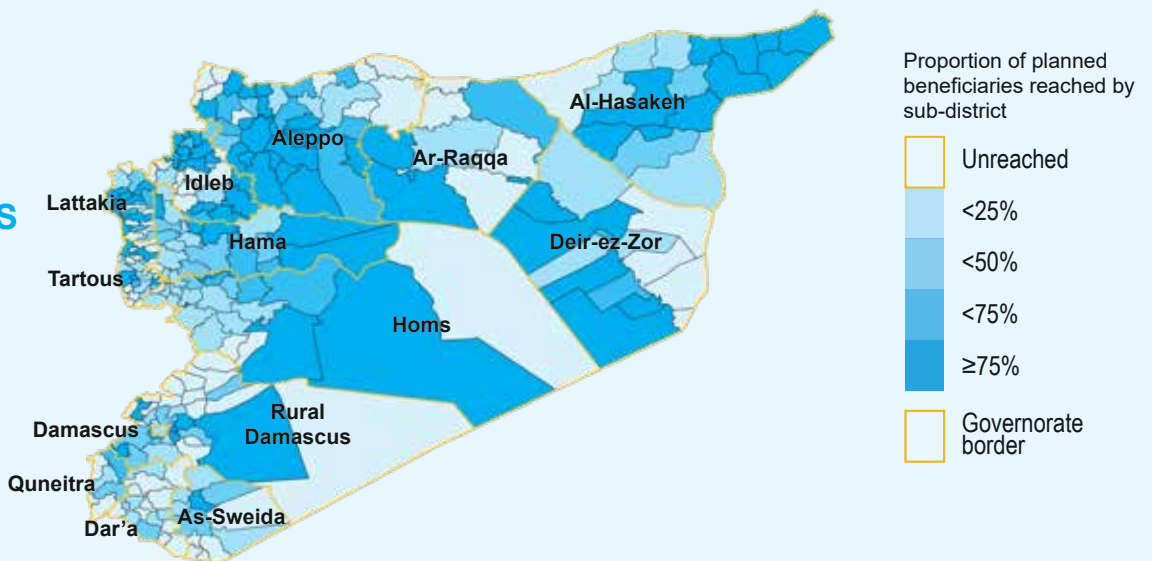 Proportion of planned
beneficiaries reached by
sub-district
Unreached
<25%
<50%
<75%
≥75%
Governorate
border
Al-Hasakeh
Aleppo
Ar-Raqqa
Idleb
Lattakia
S
Hama
Deir-ez-Zor
Tartous
Homs
Rural
Damascus
Damascus
Quneitra
As-Sweida
Dar’a